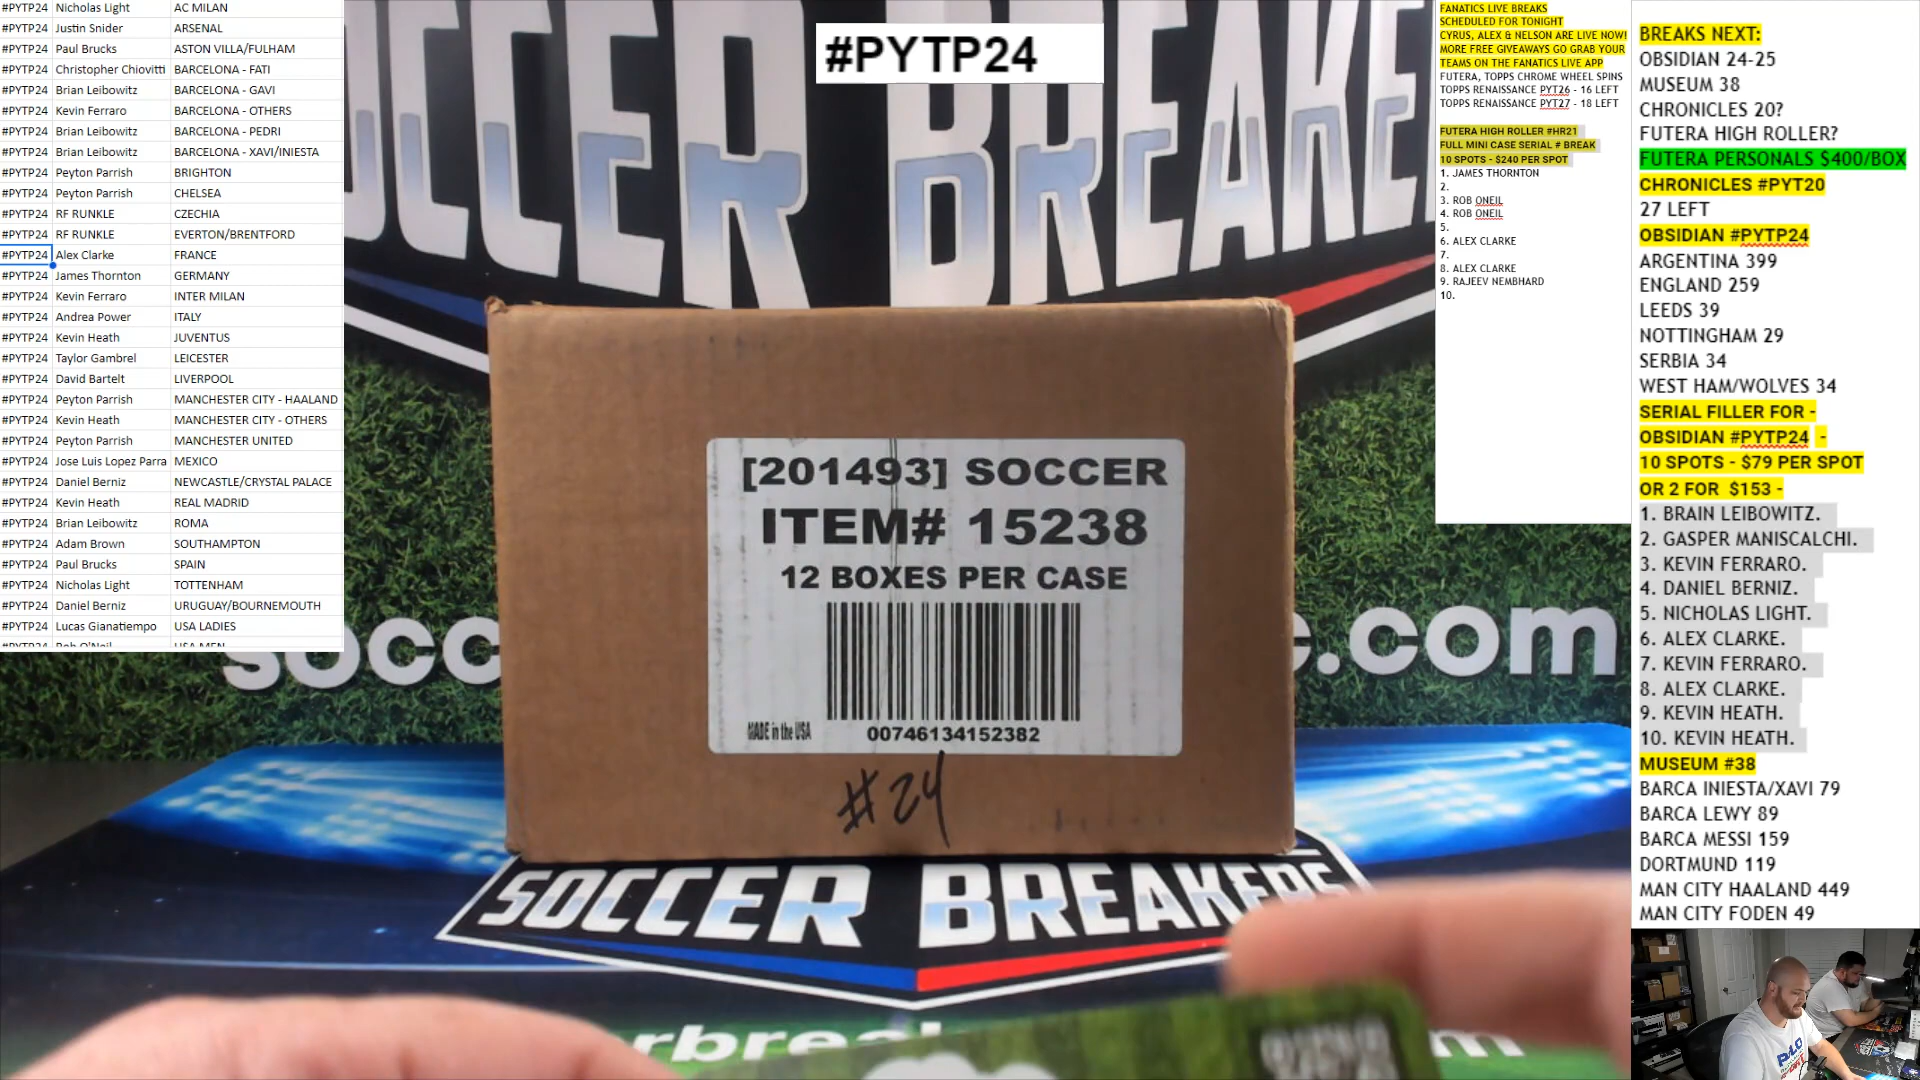 #PYTP24 Nicholas Light AC MILAN
#PYTP24 Justin Snider ARSENAL
#PYTP24 Paul Brucks ASTON VILLA/FULHAM
#PYTP24 Christopher Chiovitti BARCELONA - FATI
#PYTP24 Brian Leibowitz BARCELONA - GAVI
#PYTP24 Kevin Ferraro BARCELONA - OTHERS
#PYTP24 Brian Leibowitz BARCELONA - PEDRI
#PYTP24 Brian Leibowitz BARCELONA - XAVI/INIESTA
#PYTP24 Peyton Parrish BRIGHTON
#PYTP24 Peyton Parrish CHELSEA
#PYTP24 RF RUNKLE CZECHIA
#PYTP24 RF RUNKLE EVERTON/BRENTFORD
#PYTP24 Alex Clarke FRANCE
#PYTP24 James Thornton GERMANY
#PYTP24 Kevin Ferraro INTER MILAN
#PYTP24 Andrea Power ITALY
#PYTP24 Kevin Heath JUVENTUS
#PYTP24 Taylor Gambrel LEICESTER
#PYTP24 David Bartelt LIVERPOOL
#PYTP24 Peyton Parrish MANCHESTER CITY - HAALAND
#PYTP24 Kevin Heath MANCHESTER CITY - OTHERS
#PYTP24 Peyton Parrish MANCHESTER UNITED
#PYTP24 Jose Luis Lopez Parra MEXICO
#PYTP24 Daniel Berniz NEWCASTLE/CRYSTAL PALACE
#PYTP24 Kevin Heath REAL MADRID
#PYTP24 Brian Leibowitz ROMA
#PYTP24 Adam Brown SOUTHAMPTON
#PYTP24 Paul Brucks SPAIN
#PYTP24 Nicholas Light TOTTENHAM
#PYTP24 Daniel Berniz URUGUAY/BOURNEMOUTH
#PYTP24 Lucas Gianatiempo USA LADIES
#PYTP24 Rob O'Neil USA MEN
#PYTP24
SOCCER BREAKE
[201493] SOCCER
ITEM# 15238
12 BOXES PER CASE
MADE in the USA 00746134152382
#24
socc c.com
SOCCER BREAKERS
FANATICS LIVE BREAKS
SCHEDULED FOR TONIGHT
CYRUS, ALEX & NELSON ARE LIVE NOW!
MORE FREE GIVEAWAYS GO GRAB YOUR
TEAMS ON THE FANATICS LIVE APP
FUTERA, TOPPS CHROME WHEEL SPINS
TOPPS RENAISSANCE PYT26 - 16 LEFT
TOPPS RENAISSANCE PYT27 - 18 LEFT
FUTERA HIGH ROLLER #HR21
FULL MINI CASE SERIAL # BREAK
10 SPOTS - $240 PER SPOT
1. JAMES THORNTON
2.
3. ROB ONEIL
4. ROB ONEIL
5.
6. ALEX CLARKE
7.
8. ALEX CLARKE
9. RAJEEV NEMBHARD
10.
BREAKS NEXT:
OBSIDIAN 24-25
MUSEUM 38
CHRONICLES 20?
FUTERA HIGH ROLLER?
FUTERA PERSONALS $400/BOX
CHRONICLES #PYT20
27 LEFT
OBSIDIAN #PYTP24
ARGENTINA 399
ENGLAND 259
LEEDS 39
NOTTINGHAM 29
SERBIA 34
WEST HAM/WOLVES 34
SERIAL FILLER FOR -
OBSIDIAN #PYTP24 -
10 SPOTS - $79 PER SPOT
OR 2 FOR $153 -
1. BRAIN LEIBOWITZ.
2. GASPER MANISCALCHI.
3. KEVIN FERRARO.
4. DANIEL BERNIZ.
5. NICHOLAS LIGHT.
6. ALEX CLARKE.
7. KEVIN FERRARO.
8. ALEX CLARKE.
9. KEVIN HEATH.
10. KEVIN HEATH.
MUSEUM #38
BARCA INIESTA/XAVI 79
BARCA LEWY 89
BARCA MESSI 159
DORTMUND 119
MAN CITY HAALAND 449
MAN CITY FODEN 49